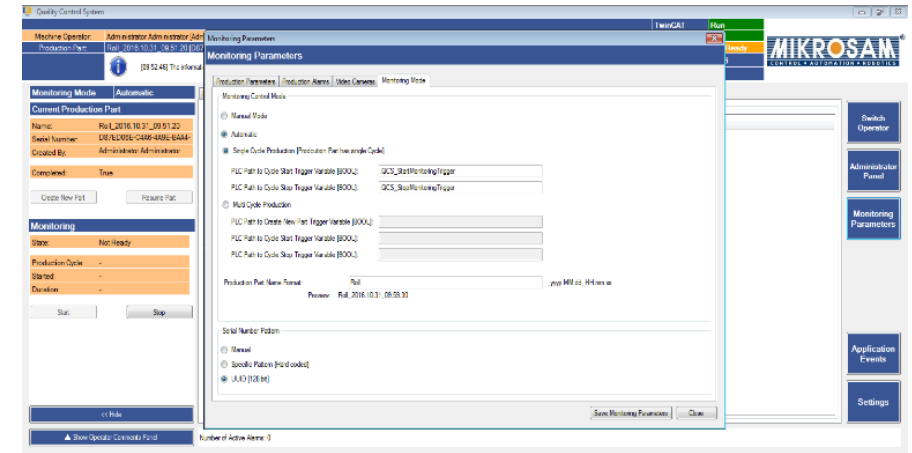 Quality Control System
TwinCAT Run
Machine Operator: Administrator Administrator [Adm
Production Part: Roll_2016.10.31_09.51.20 [D87
[09:52:46] The informat
Ready
MIKROSAM
CONTROL • AUTOMATION • ROBOTICS
Monitoring Mode Automatic
Current Production Part
Name: Roll_2016.10.31_09.51.20
Serial Number:
Created By: Administrator Administrator
Completed: True
Create New Part Resume Part
Monitoring
State: Not Ready
Production Cycle -
Started: -
Duration -
Start Stop
<< Hide
Show Operator Comments Panel
Number of Active Alarms: 0
Monitoring Parameters
Monitoring Parameters
Production Parameters Production Alarms Video Cameras Monitoring Mode
Monitoring Control Mode
Manual Mode
Automatic
Single Cycle Production [Prodcution Part has single Cycle]
PLC Path to Cycle Start Trigger Variable [BOOL]: .QCS_StartMonitoringTrigger
PLC Path to Cycle Stop Trigger Variable [BOOL]: .QCS_StopMonitoringTrigger
Multi Cycle Production
PLC Path to Create New Part Trigger Variable [BOOL]:
PLC Path to Cycle Start Trigger Variable [BOOL]:
PLC Path to Cycle Stop Trigger Variable [BOOL]:
Production Part Name Format: Roll _yyyy.MM.dd_HH.mm.ss
Preview: Roll_2016.10.31_09.59.30
Serial Number Pattern
Manual
Specific Pattern [Hard coded]
UUID [128 bit]
Save Monitoring Parameters Close
Switch
Operator
Administrator
Panel
Monitoring
Parameters
Application
Events
Settings